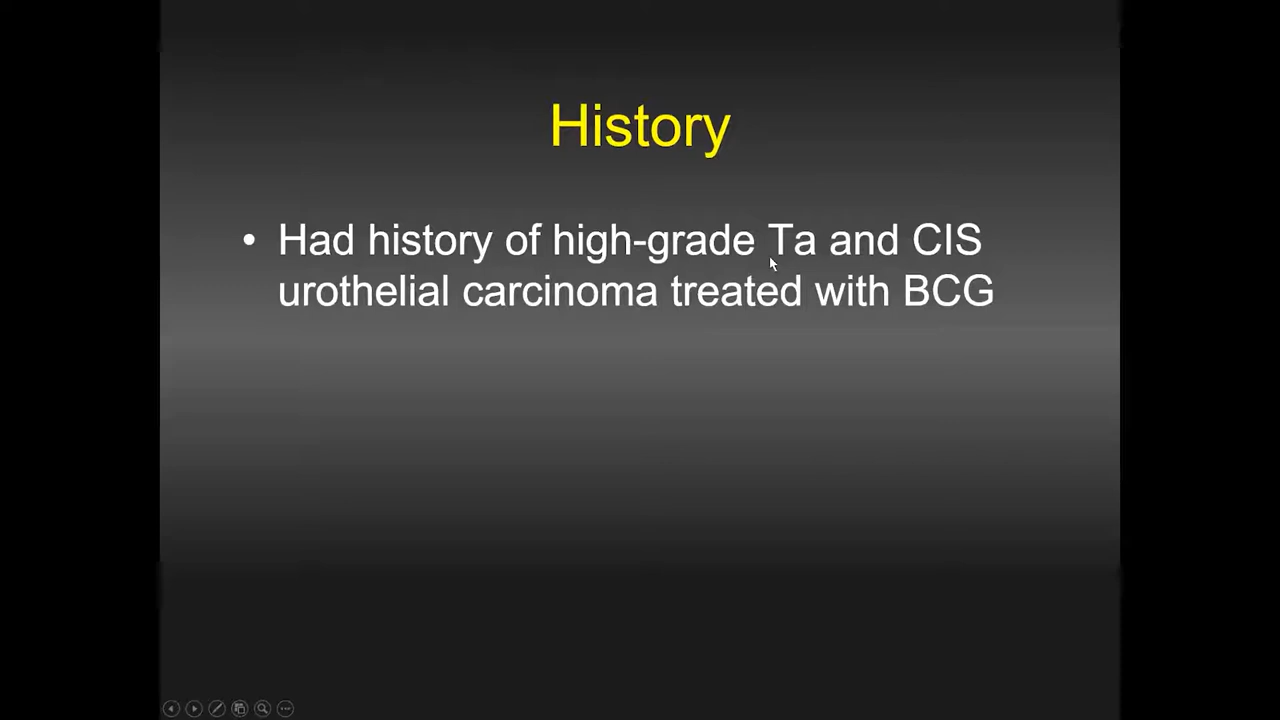 History
• Had history of high-grade Ta and CIS
urothelial carcinoma treated with BCG